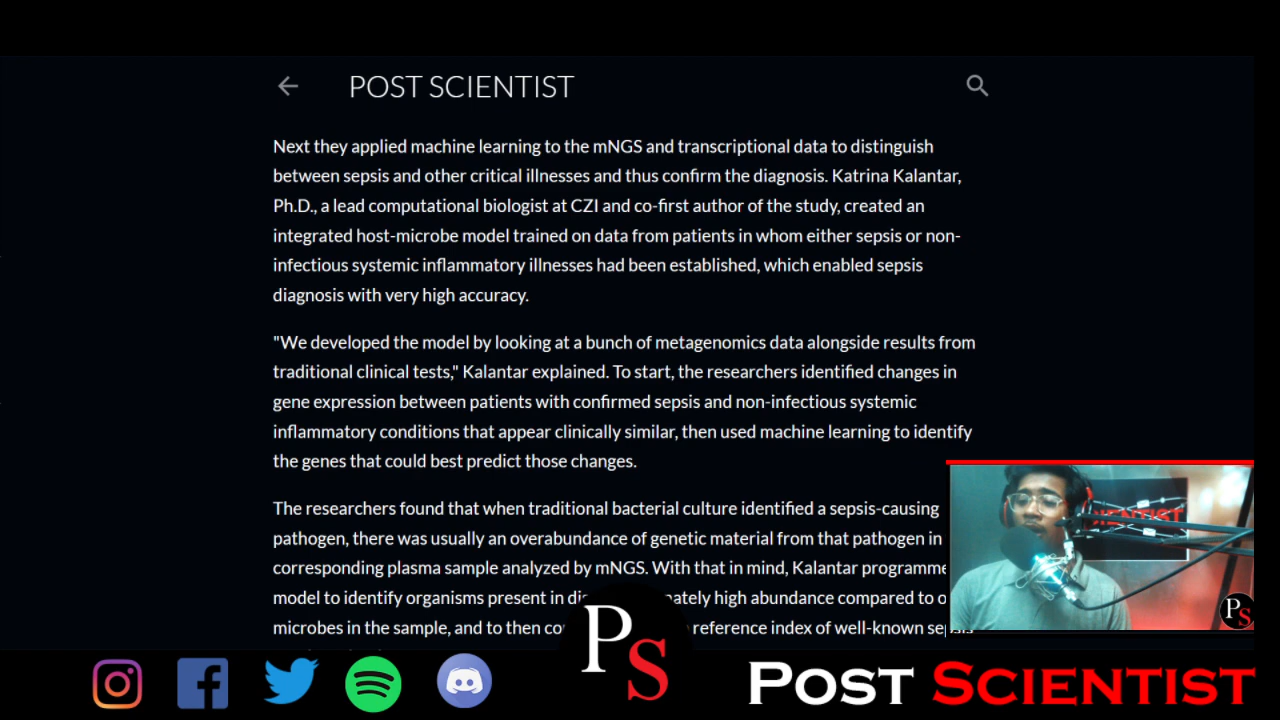 POST SCIENTIST
Next they applied machine learning to the mNGS and transcriptional data to distinguish
between sepsis and other critical illnesses and thus confirm the diagnosis. Katrina Kalantar,
Ph.D., a lead computational biologist at CZI and co-first author of the study, created an
integrated host-microbe model trained on data from patients in whom either sepsis or non-
infectious systemic inflammatory illnesses had been established, which enabled sepsis
diagnosis with very high accuracy.
"We developed the model by looking at a bunch of metagenomics data alongside results from
traditional clinical tests," Kalantar explained. To start, the researchers identified changes in
gene expression between patients with confirmed sepsis and non-infectious systemic
inflammatory conditions that appear clinically similar, then used machine learning to identify
the genes that could best predict those changes.
The researchers found that when traditional bacterial culture identified a sepsis-causing
pathogen, there was usually an overabundance of genetic material from that pathogen in
corresponding plasma sample analyzed by mNGS. With that in mind, Kalantar
model to identify organisms present in high abundance compared to
microbes in the sample, and to then reference index of well-known
PS
PS
POST SCIENTIST